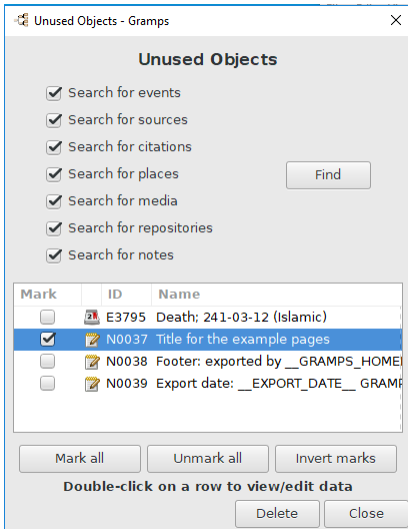 Unused Objects - Gramps
Unused Objects
Search for events
Search for sources
Search for citations
Search for places
Find
Search for media
Search for repositories
Search for notes
Mark ID Name
E3795 Death; 241-03-12 (Islamic)
N0037 Title for the example pages
N0038 Footer: exported by __GRAMPS_HOME
N0039 Export date: __EXPORT_DATE__ GRAMP
Mark all Unmark all Invert marks
Double-click on a row to view/edit data
Delete Close